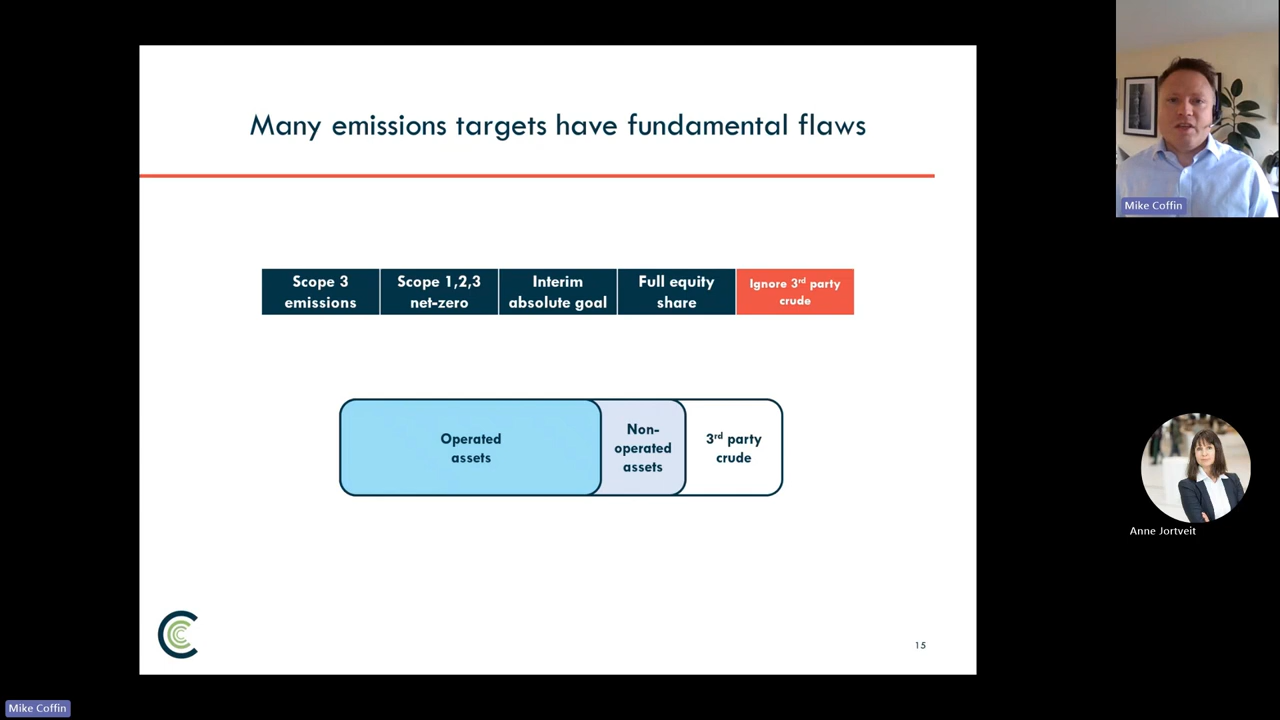 Many emissions targets have fundamental flaws
Scope 3
emissions
Scope 1,2,3
net-zero
Interim
absolute goal
Full equity
share
Ignore 3rd party
crude
Operated
assets
Non-
operated
assets
3rd party
crude
15
Mike Coffin
Anne Jortveit
Mike Coffin